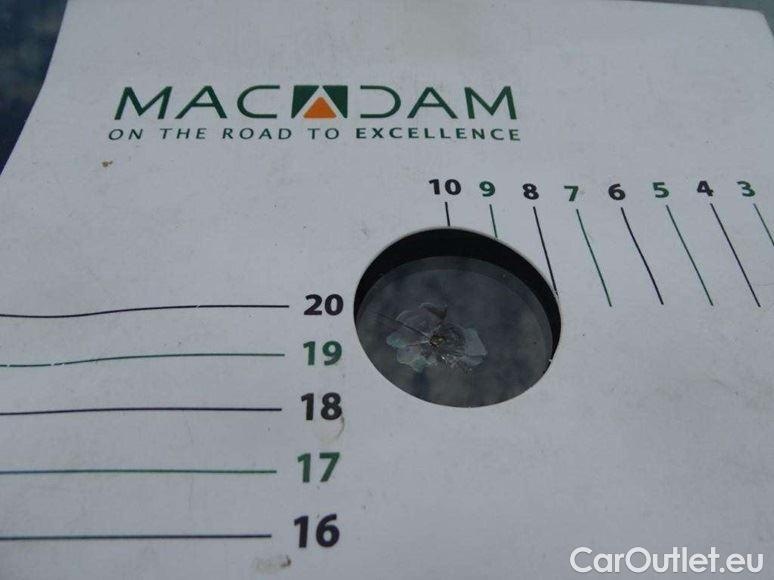 MACADAM
ON THE ROAD TO EXCELLENCE
10 9 8 7 6 5 4 3
20
19
18
17
16
CarOutlet.eu